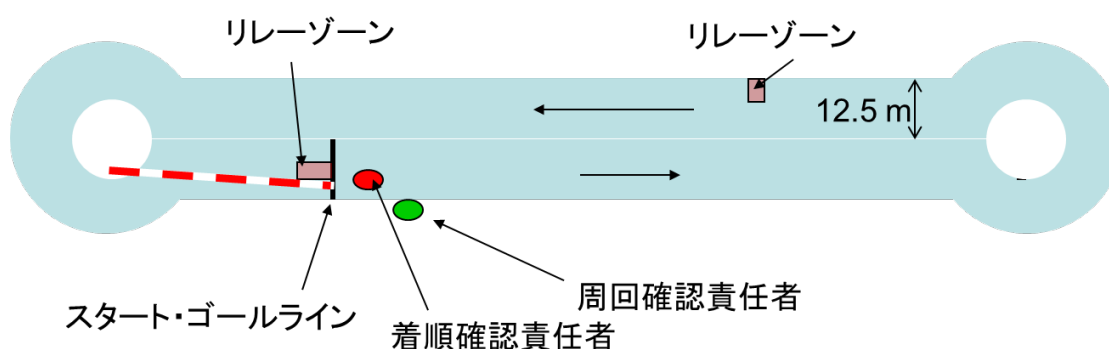 リレーゾーン
リレーゾーン
12.5 m
スタート・ゴールライン
周回確認責任者
着順確認責任者